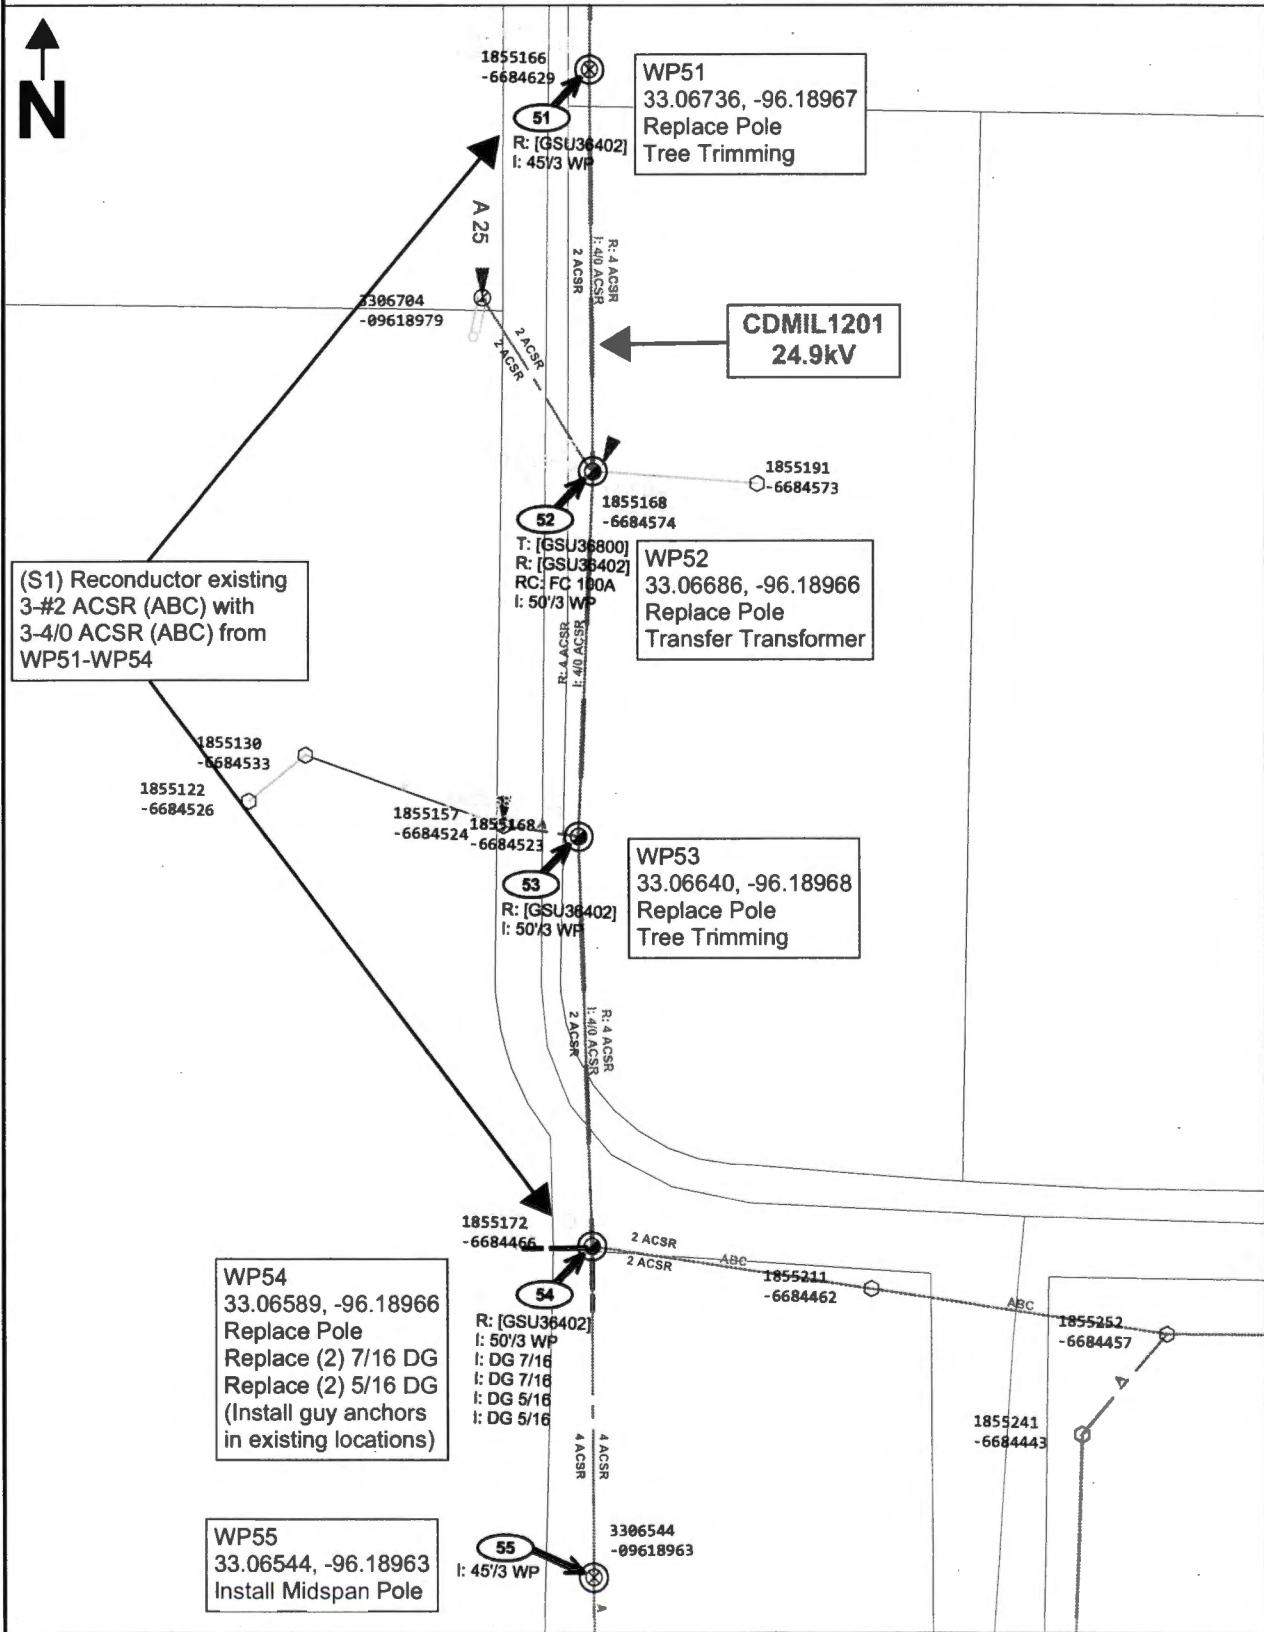 N
1855166
-6684629
51
R: [GSU36402]
I: 45'/3 WP
WP51
33.06736, -96.18967
Replace Pole
Tree Trimming
A 25
3306704
-09618979
2 ACSR
2 ACSR
R: 4 ACSR
I: 4/0 ACSR
2 ACSR
CDMIL1201
24.9kV
1855191
-6684573
1855168
-6684574
52
T: [GSU36800]
R: [GSU36402]
RC: FC 100A
I: 50'/3 WP
WP52
33.06686, -96.18966
Replace Pole
Transfer Transformer
(S1) Reconductor existing
3-#2 ACSR (ABC) with
3-4/0 ACSR (ABC) from
WP51-WP54
R: 4 ACSR
I: 4/0 ACSR
1855130
-6684533
1855122
-6684526
1855157
-6684524
1855168
-6684523
A
53
R: [GSU36402]
I: 50'/3 WP
WP53
33.06640, -96.18968
Replace Pole
Tree Trimming
R: 4 ACSR
I: 4/0 ACSR
2 ACSR
1855172
-6684466
2 ACSR
2 ACSR
ABC
1855211
-6684462
ABC
1855252
-6684457
A
1855241
-6684443
54
R: [GSU36402]
I: 50'/3 WP
I: DG 7/16
I: DG 7/16
I: DG 5/16
I: DG 5/16
WP54
33.06589, -96.18966
Replace Pole
Replace (2) 7/16 DG
Replace (2) 5/16 DG
(Install guy anchors
in existing locations)
4 ACSR
4 ACSR
WP55
33.06544, -96.18963
Install Midspan Pole
55
I: 45'/3 WP
3306544
-09618963
A